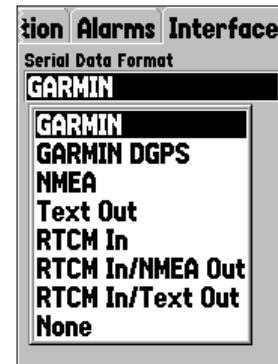 tion Alarms Interface
Serial Data Format
GARMIN
GARMIN
GARMIN DGPS
NMEA
Text Out
RTCM In
RTCM In/NMEA Out
RTCM In/Text Out
None